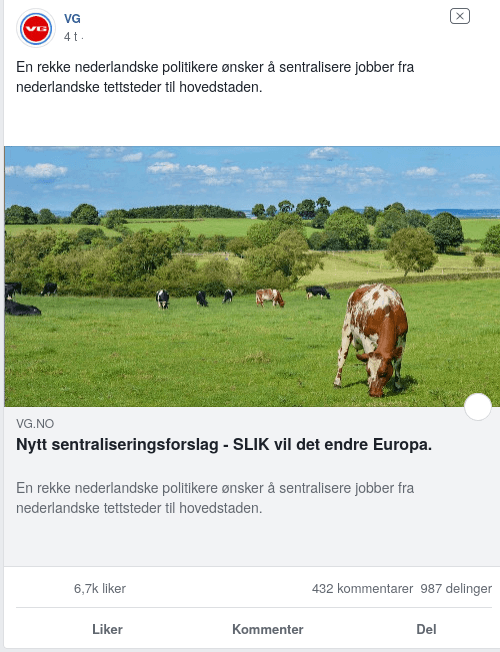 VG
VG
4 t ·
En rekke nederlandske politikere ønsker å sentralisere jobber fra
nederlandske tettsteder til hovedstaden.
VG.NO
Nytt sentraliseringsforslag - SLIK vil det endre Europa.
En rekke nederlandske politikere ønsker å sentralisere jobber fra
nederlandske tettsteder til hovedstaden.
6,7k liker 432 kommentarer 987 delinger
Liker Kommenter Del